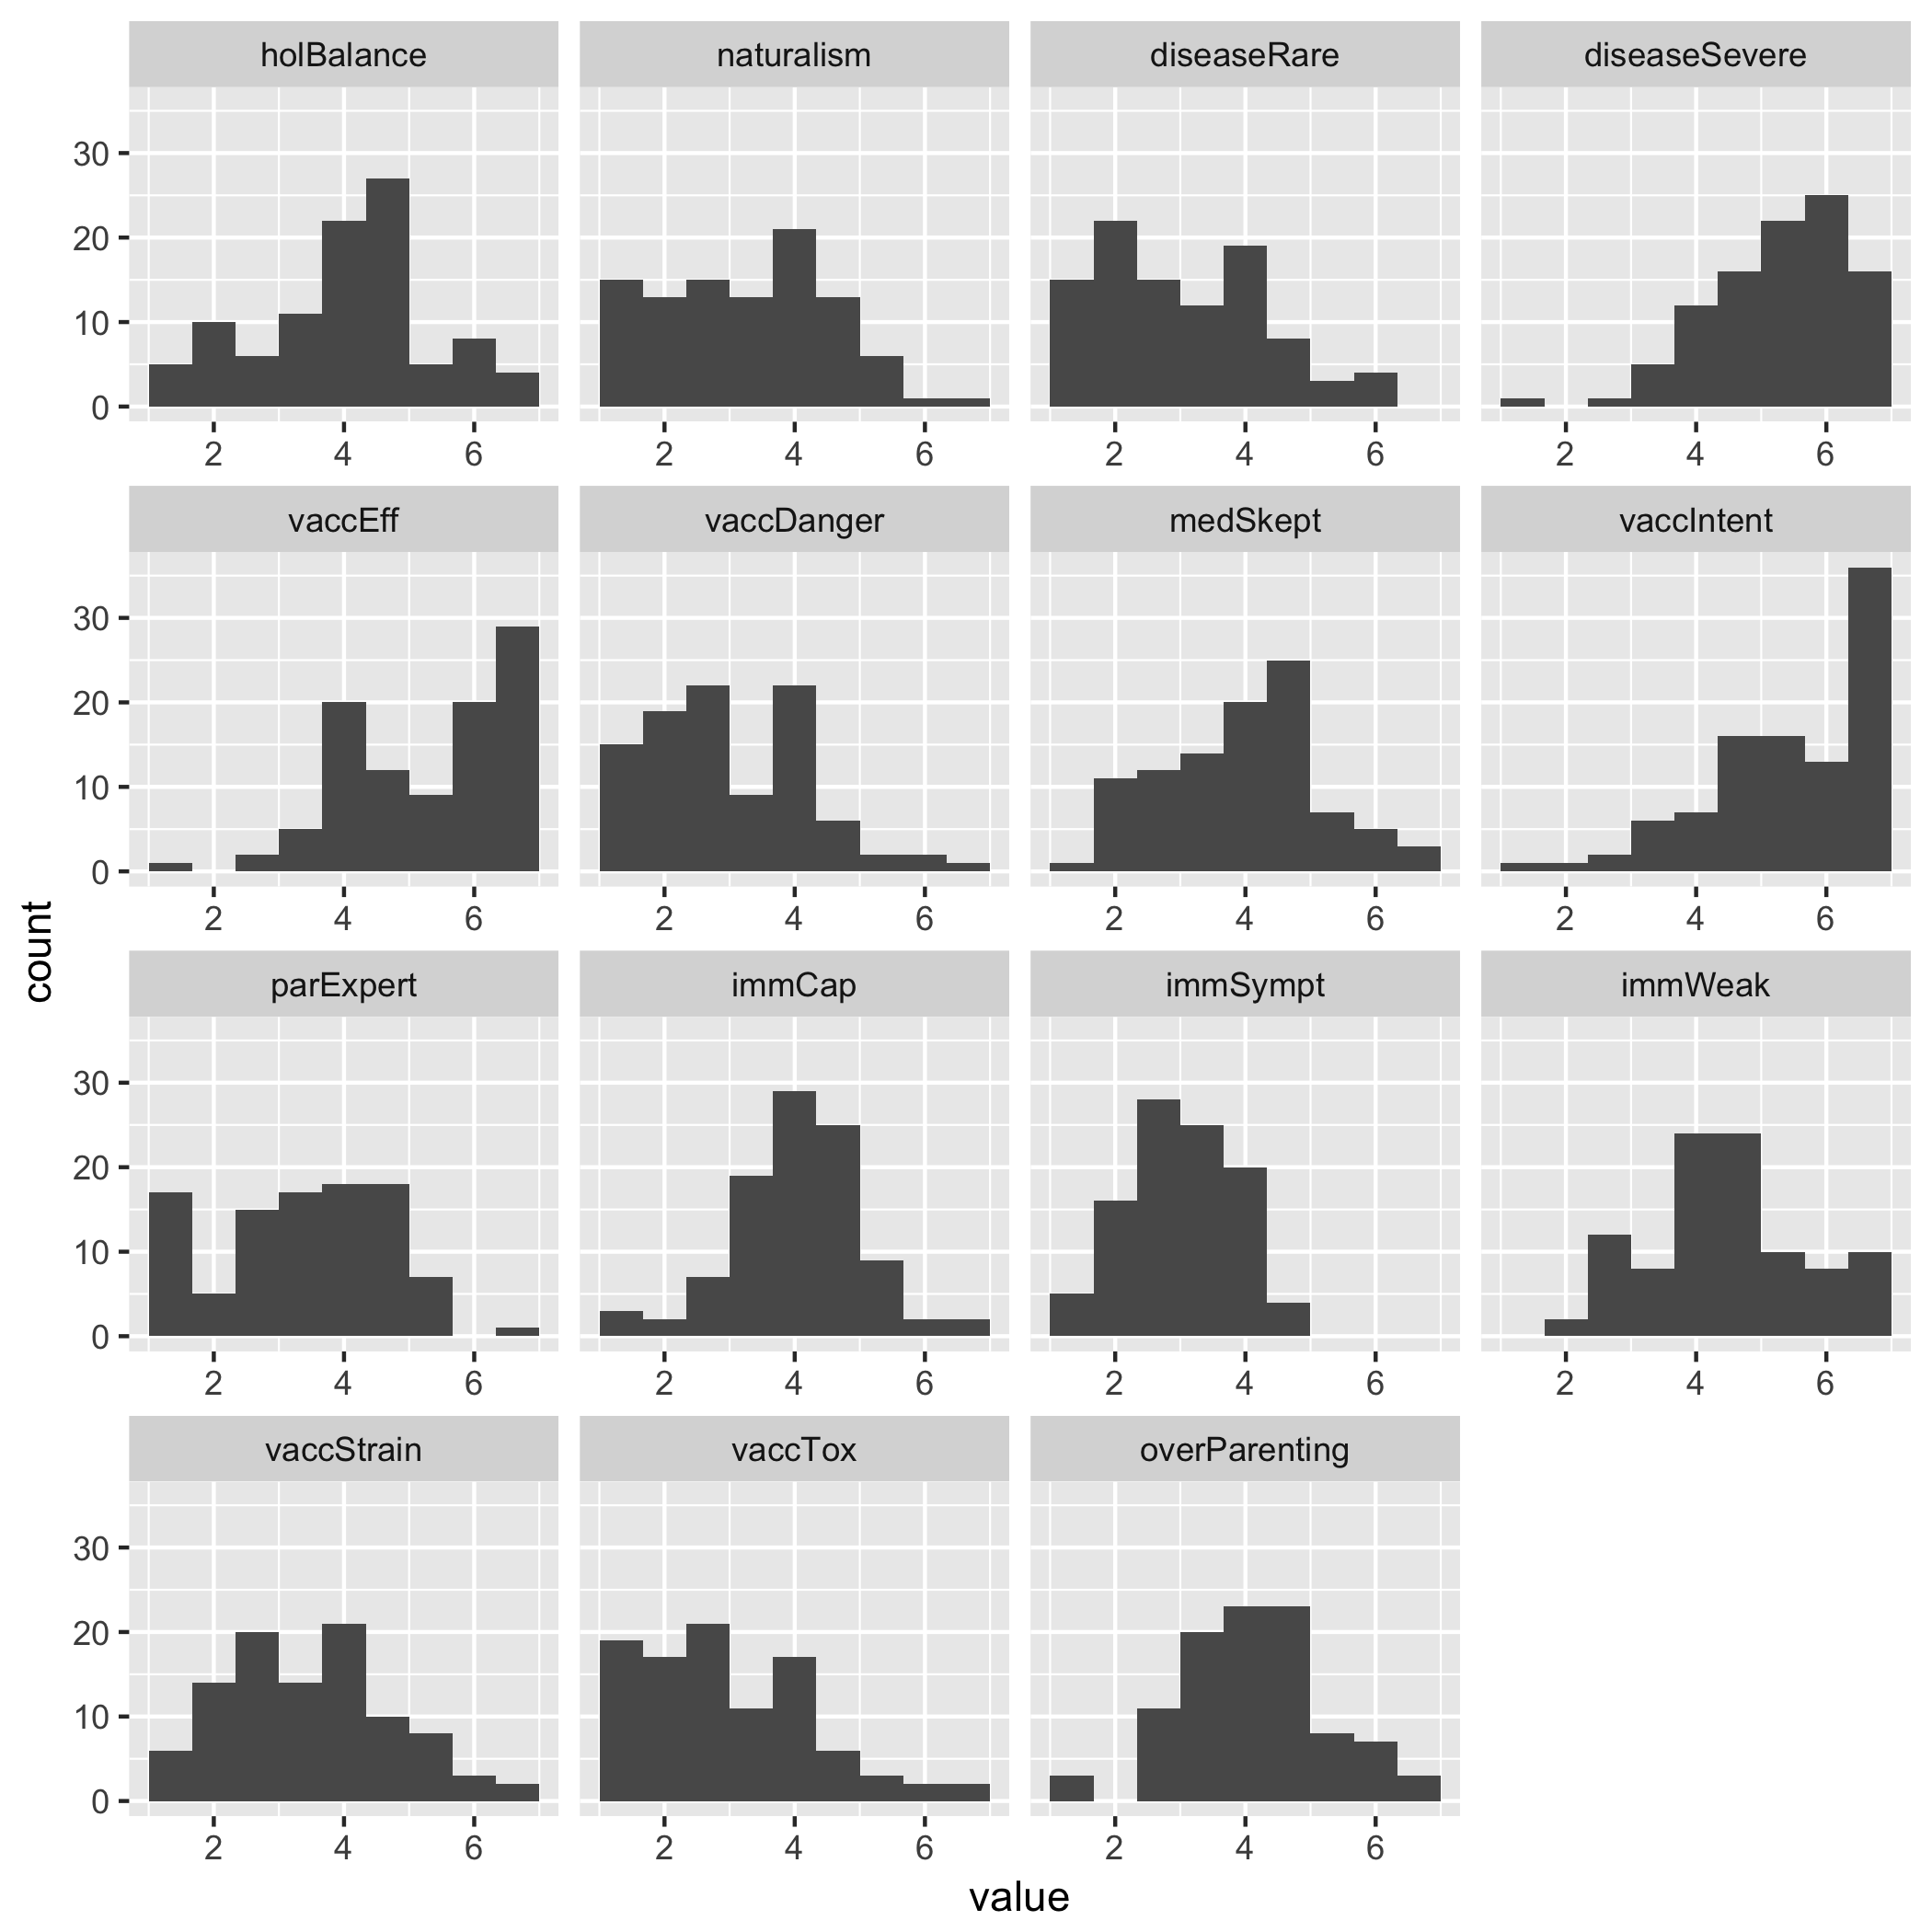 holBalance naturalism diseaseRare diseaseSevere
30
20
10
0
2 4 6 2 4 6 2 4 6 2 4 6
vaccEff vaccDanger medSkept vaccIntent
30
20
10
0
2 4 6 2 4 6 2 4 6 2 4 6
count
parExpert immCap immSympt immWeak
30
20
10
0
2 4 6 2 4 6 2 4 6 2 4 6
vaccStrain vaccTox overParenting
30
20
10
0
2 4 6 2 4 6 2 4 6
value